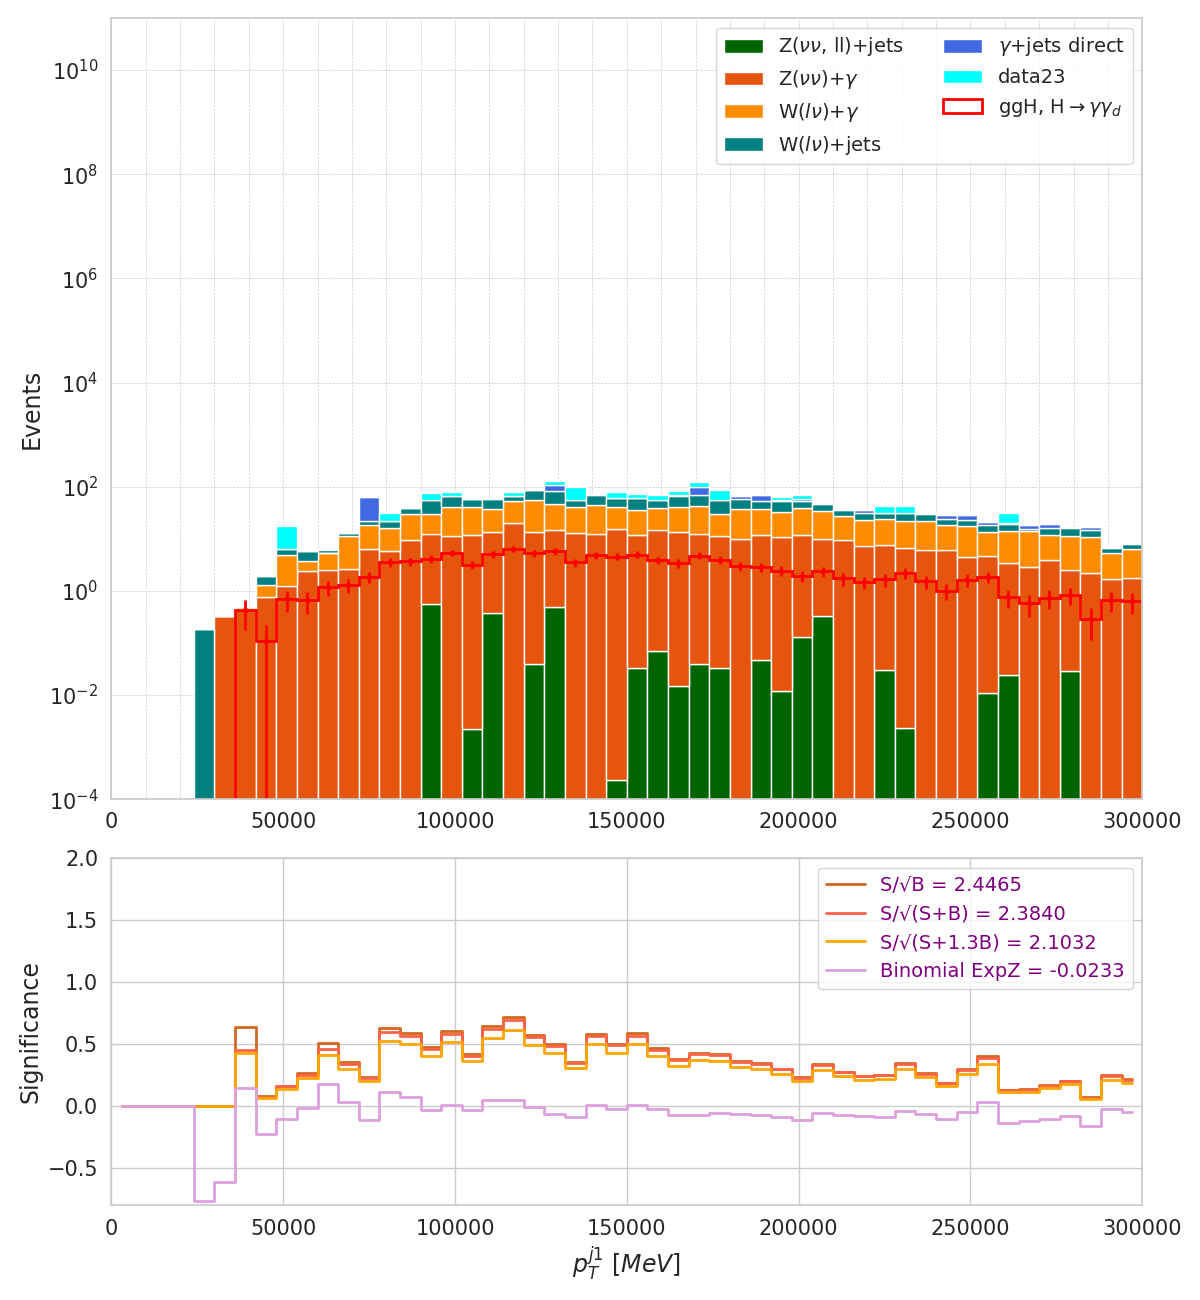 Events
10^10
10^8
10^6
10^4
10^2
10^0
10^−2
10^−4
Z(νν, ll)+jets
Z(νν)+γ
W(lν)+γ
W(lν)+jets
γ+jets direct
data23
ggH, H→γγ_d
0 50000 100000 150000 200000 250000 300000
Significance
2.0
1.5
1.0
0.5
0.0
−0.5
S/√B = 2.4465
S/√(S+B) = 2.3840
S/√(S+1.3B) = 2.1032
Binomial ExpZ = -0.0233
0 50000 100000 150000 200000 250000 300000
p_T^{j1} [MeV]